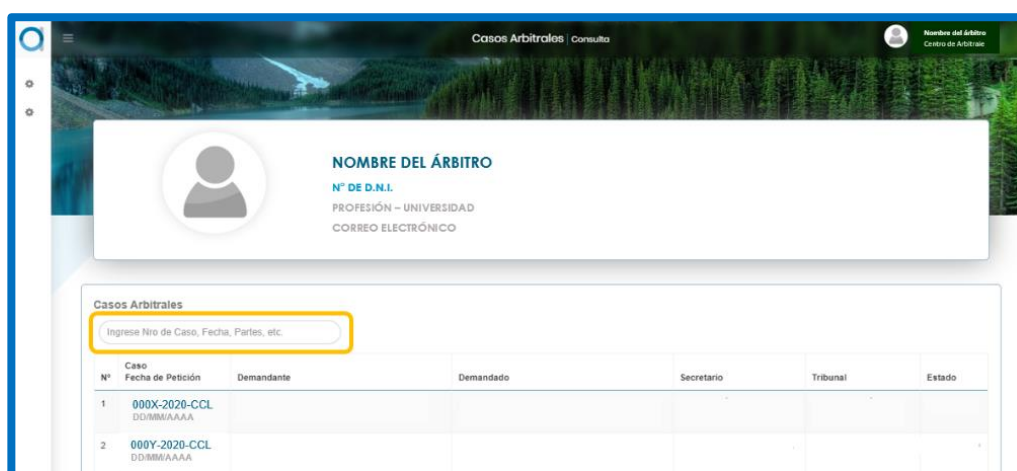 Casos Arbitrales | Consulta
Nombre del árbitro
Centro de Arbitraje
NOMBRE DEL ÁRBITRO
N° DE D.N.I.
PROFESIÓN – UNIVERSIDAD
CORREO ELECTRÓNICO
Casos Arbitrales
Ingrese Nro de Caso, Fecha, Partes, etc.
N° Caso Fecha de Petición Demandante Demandado Secretario Tribunal Estado
1 000X-2020-CCL
DD/MM/AAAA
2 000Y-2020-CCL
DD/MM/AAAA